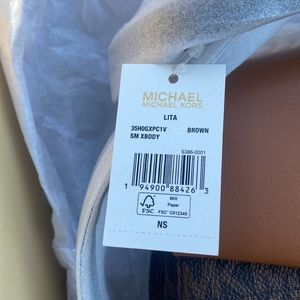 MICHAEL
MICHAEL KORS
LITA
35H0GXPC1V BROWN
SM XBODY
S386-0001
1 94900 88426 3
FSC
MIX
Paper
FSC® C012345
NS